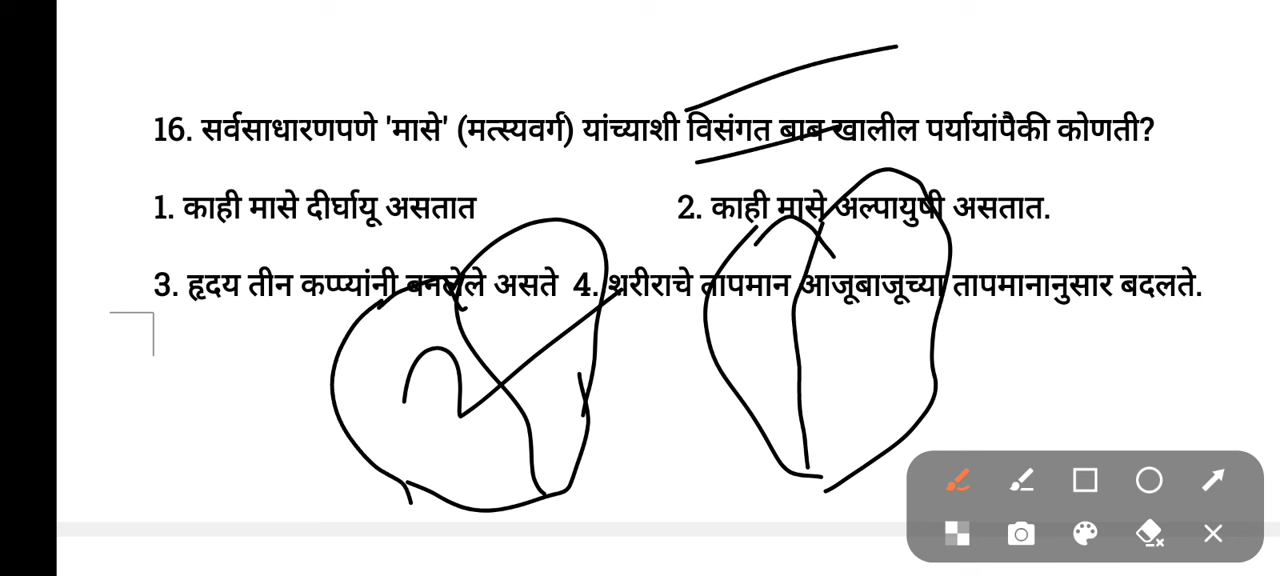 16. सर्वसाधारणपणे 'मासे' (मत्स्यवर्ग) यांच्याशी विसंगत बाब खालील पर्यायांपैकी कोणती?
1. काही मासे दीर्घायू असतात 2. काही मासे अल्पायुषी असतात.
3. हृदय तीन कप्प्यांनी बनलेले असते 4. शरीराचे तापमान आजूबाजूच्या तापमानानुसार बदलते.